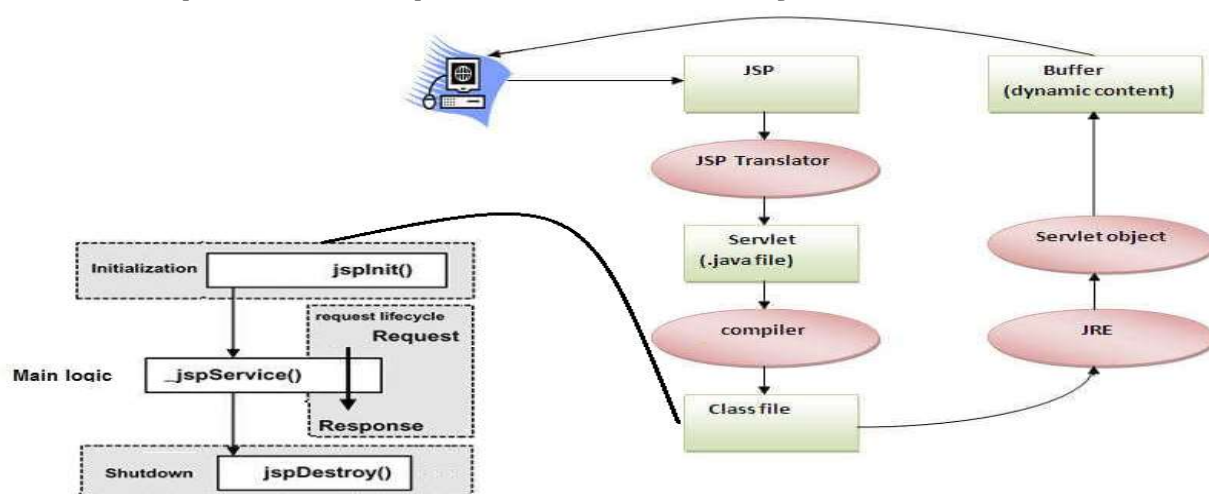 JSP
Buffer
(dynamic content)
JSP Translator
Servlet
(.java file)
Servlet object
compiler
JRE
Class file
Initialization
jspInit()
request lifecycle
Request
Main logic
_jspService()
Response
Shutdown
jspDestroy()